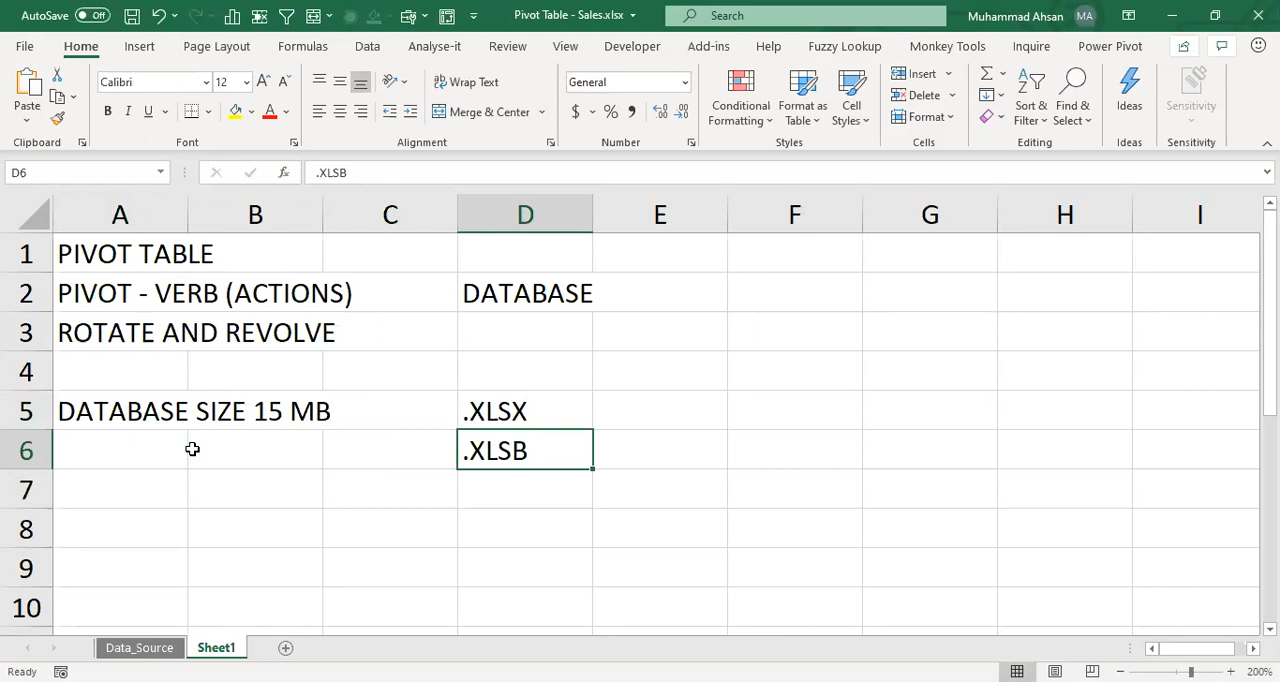 AutoSave Off Pivot Table - Sales.xlsx Search Muhammad Ahsan MA
File Home Insert Page Layout Formulas Data Analyse-it Review View Developer Add-ins Help Fuzzy Lookup Monkey Tools Inquire Power Pivot
Paste Calibri 12 A A Wrap Text General Conditional Formatting Format as Table Cell Styles Insert Sort & Filter Find & Select Ideas Sensitivity
B I U A Merge & Center $ % , Delete
Format
Clipboard Font Alignment Number Styles Cells Editing Ideas Sensitivity
D6 fx .XLSB
A B C D E F G H I
1 PIVOT TABLE
2 PIVOT - VERB (ACTIONS) DATABASE
3 ROTATE AND REVOLVE
4
5 DATABASE SIZE 15 MB .XLSX
6 .XLSB
7
8
9
10
Data_Source Sheet1
Ready 200%